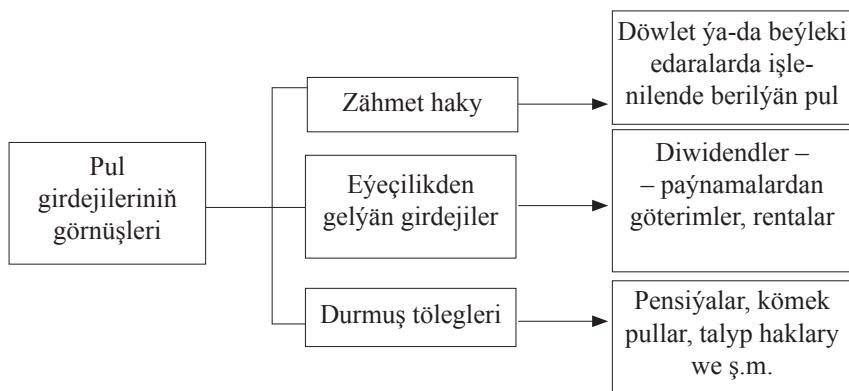 Pul
girdejileriniň
görnüşleri
Zähmet haky
Döwlet ýa-da beýleki
edaralarda işle-
nilende berilýän pul
Eýeçilikden
gelýän girdejiler
Diwidendler –
– paýnamalardan
göterimler, rentalar
Durmuş tölegleri
Pensiýalar, kömek
pullar, talyp haklary
we ş.m.